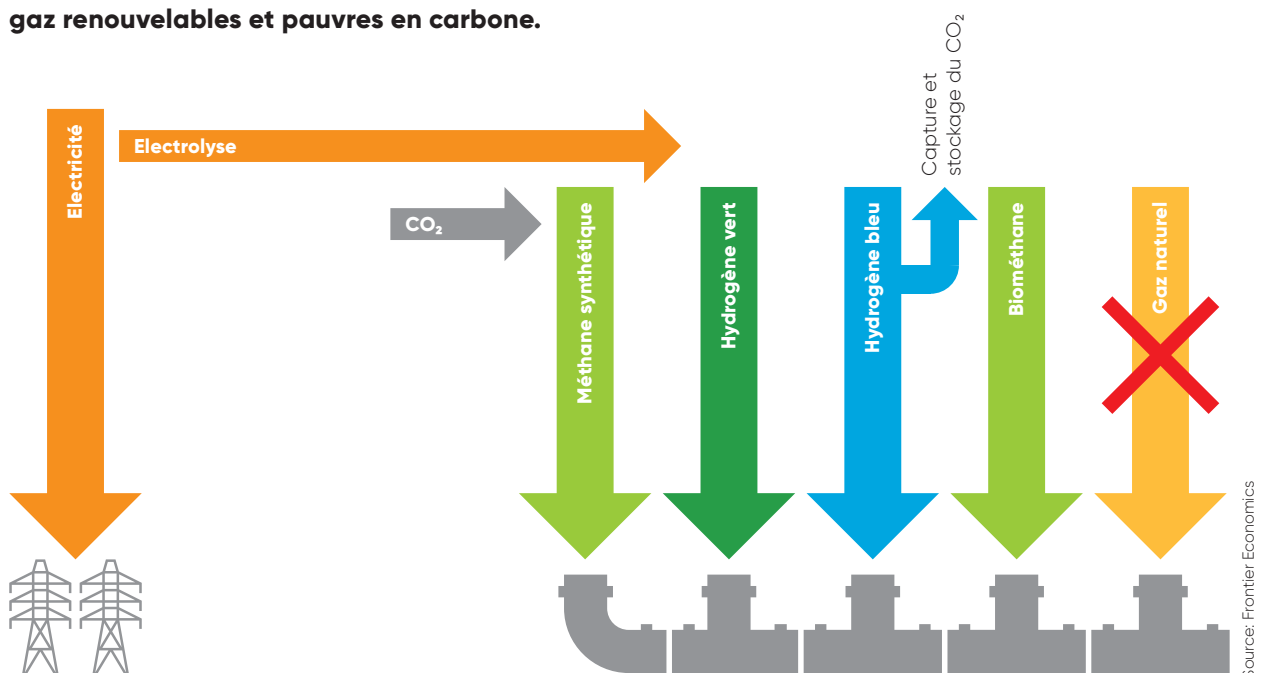 gaz renouvelables et pauvres en carbone.
Electricité
Electrolyse
CO₂
Méthane synthétique
Hydrogène vert
Hydrogène bleu
Capture et
stockage du CO₂
Biométhane
Gaz naturel
Source: Frontier Economics